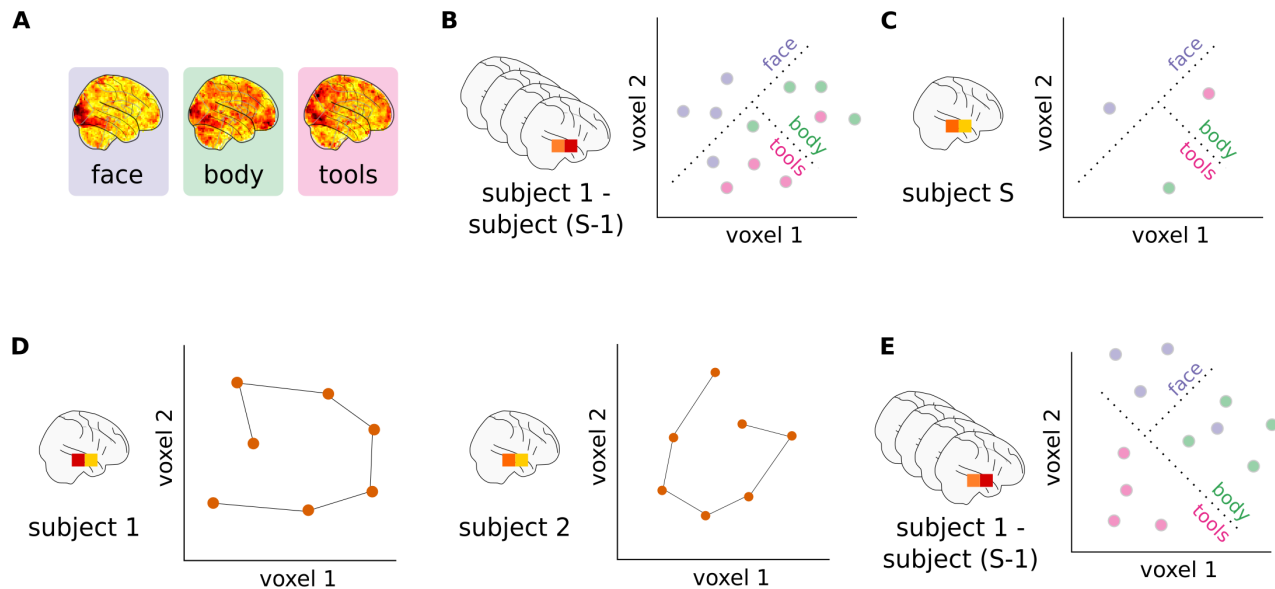 A
face
body
tools
B
subject 1 -
subject (S-1)
voxel 2
face
body
tools
voxel 1
C
subject S
voxel 2
face
body
tools
voxel 1
D
subject 1
voxel 2
voxel 1
subject 2
voxel 2
voxel 1
E
subject 1 -
subject (S-1)
voxel 2
face
body
tools
voxel 1